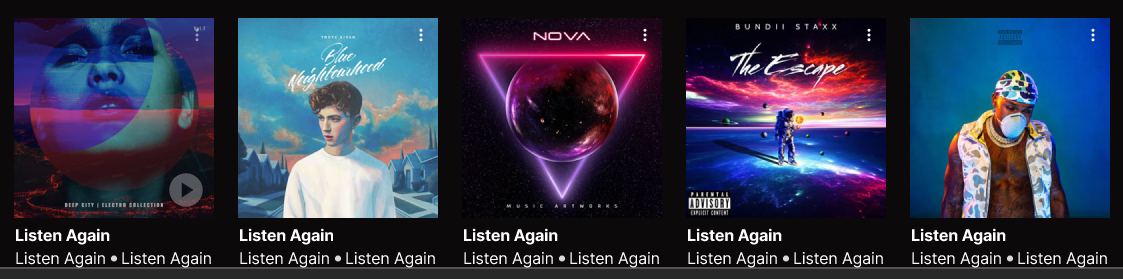 DEEP CITY | ELECTRO COLLECTION
TROYE SIVAN
Blue
Neighbourhood
NOVA
MUSIC ARTWORKS
BUNDII STAXX
The Escape
PARENTAL
ADVISORY
EXPLICIT CONTENT
Listen Again
Listen Again • Listen Again
Listen Again
Listen Again • Listen Again
Listen Again
Listen Again • Listen Again
Listen Again
Listen Again • Listen Again
Listen Again
Listen Again • Listen Again